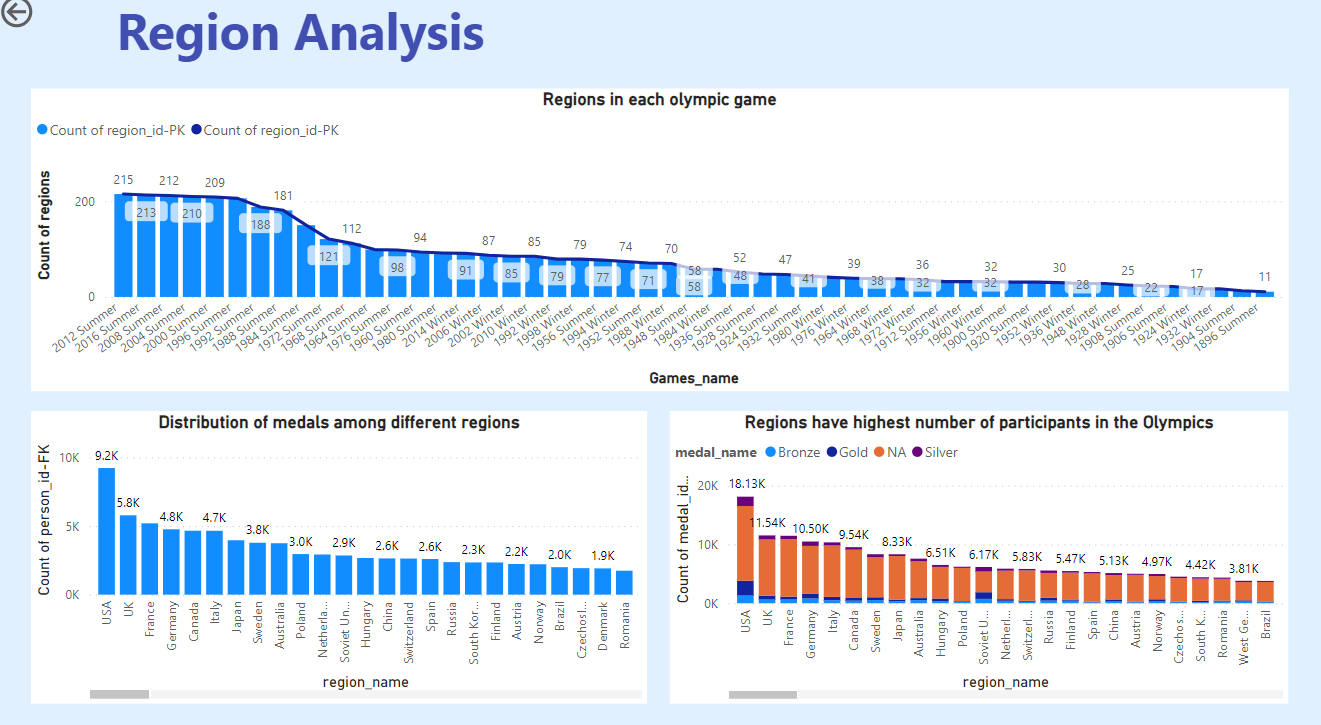 Region Analysis
Regions in each olympic game
Count of region_id-PK Count of region_id-PK
Count of regions
200
0
215 213 212 210 209 188 181 121 112 98 94 91 87 85 85 79 79 77 74 71 70 58 58 52 48 47 41 39 38 36 32 32 32 30 28 25 22 17 17 11
2012 Summer
2016 Summer
2008 Summer
2004 Summer
2000 Summer
1996 Summer
1992 Summer
1988 Summer
1984 Summer
1972 Summer
1968 Summer
1964 Summer
1976 Summer
1960 Summer
1980 Summer
2014 Winter
2006 Winter
2002 Winter
2010 Winter
1992 Winter
1998 Winter
1956 Summer
1994 Winter
1952 Summer
1988 Winter
1948 Summer
1984 Winter
1936 Summer
1928 Summer
1924 Summer
1932 Summer
1980 Winter
1976 Winter
1964 Winter
1968 Winter
1972 Winter
1912 Summer
1956 Winter
1960 Winter
1900 Summer
1920 Summer
1952 Winter
1936 Winter
1948 Winter
1928 Winter
1908 Summer
1906 Summer
1924 Winter
1932 Winter
1904 Summer
1896 Summer
Games_name
Distribution of medals among different regions
Count of person_id-FK
10K
5K
0K
9.2K 5.8K 4.8K 4.7K 3.8K 3.0K 2.9K 2.6K 2.6K 2.3K 2.2K 2.0K 1.9K
USA
UK
France
Germany
Canada
Italy
Japan
Sweden
Australia
Poland
Netherla...
Soviet Un...
Hungary
China
Switzerland
Spain
Russia
South Kor...
Finland
Austria
Norway
Brazil
Czechosl...
Denmark
Romania
region_name
Regions have highest number of participants in the Olympics
medal_name Bronze Gold NA Silver
Count of medal_id...
20K
10K
0K
18.13K 11.54K 10.50K 9.54K 8.33K 6.51K 6.17K 5.83K 5.47K 5.13K 4.97K 4.42K 3.81K
USA
UK
France
Germany
Italy
Canada
Sweden
Japan
Australia
Hungary
Poland
Soviet U...
Netherl...
Switzerl...
Russia
Finland
Spain
China
Austria
Norway
Czechos...
South K...
Romania
West Ge...
Brazil
region_name